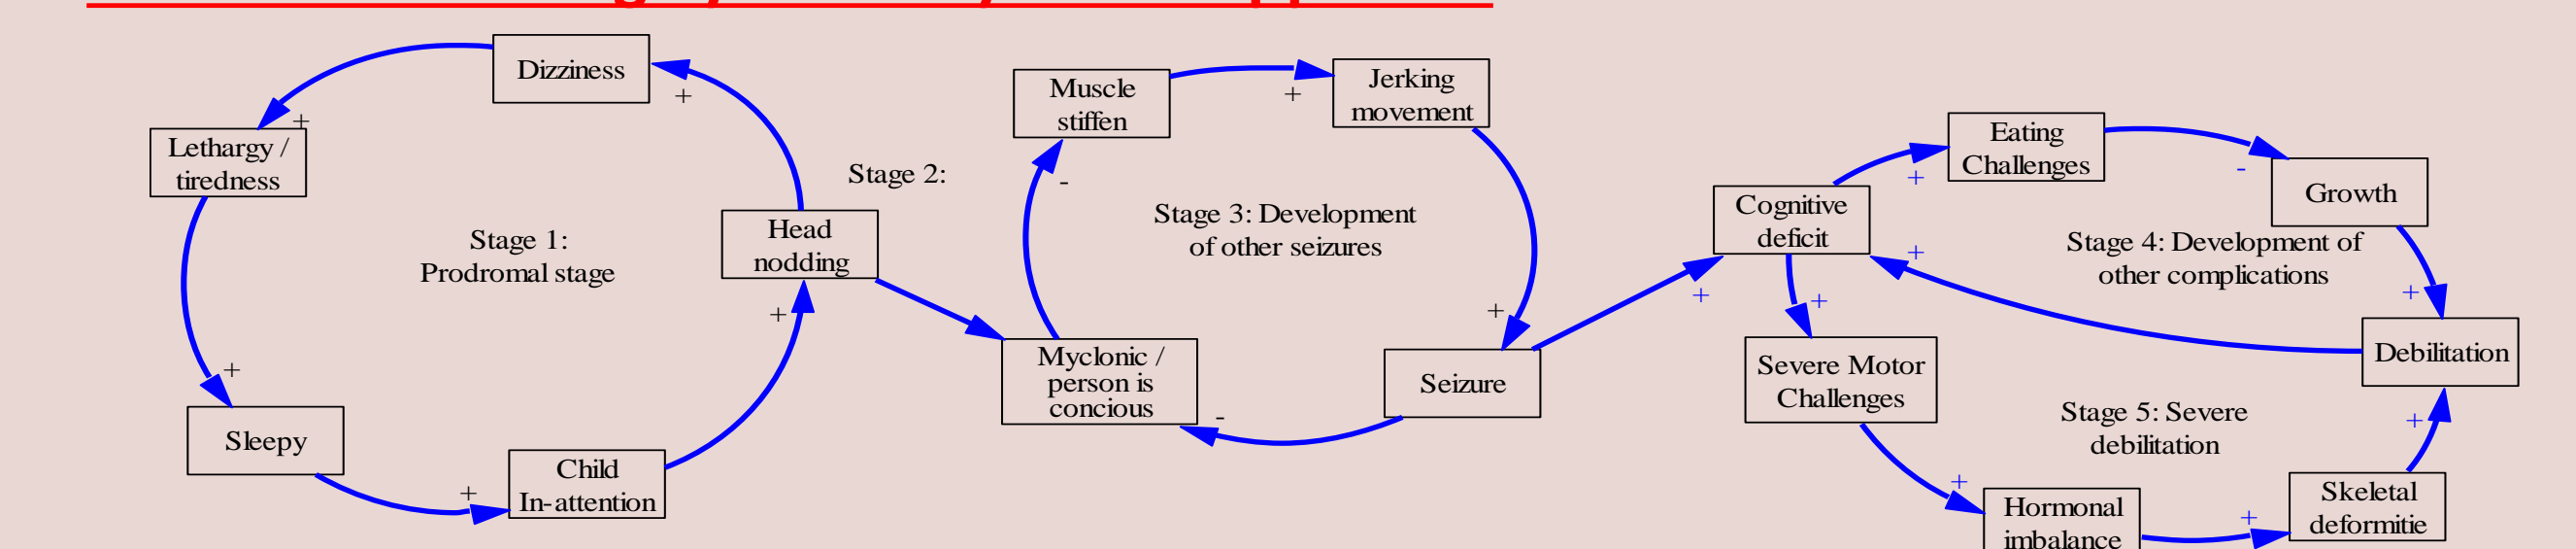 Dizziness
+
+
Lethargy /
tiredness
Stage 1:
Prodromal stage
+
Sleepy
+
Child
In-attention
+
Head
nodding
Stage 2:
Muscle
stiffen
-
+
Jerking
movement
Stage 3: Development
of other seizures
+
Myclonic /
person is
concious
-
Seizure
+
Cognitive
deficit
+
Eating
Challenges
-
Growth
Stage 4: Development of
other complications
+
+
+
Debilitation
Severe Motor
Challenges
Stage 5: Severe
debilitation
+
+
Hormonal
imbalance
+
Skeletal
deformitie